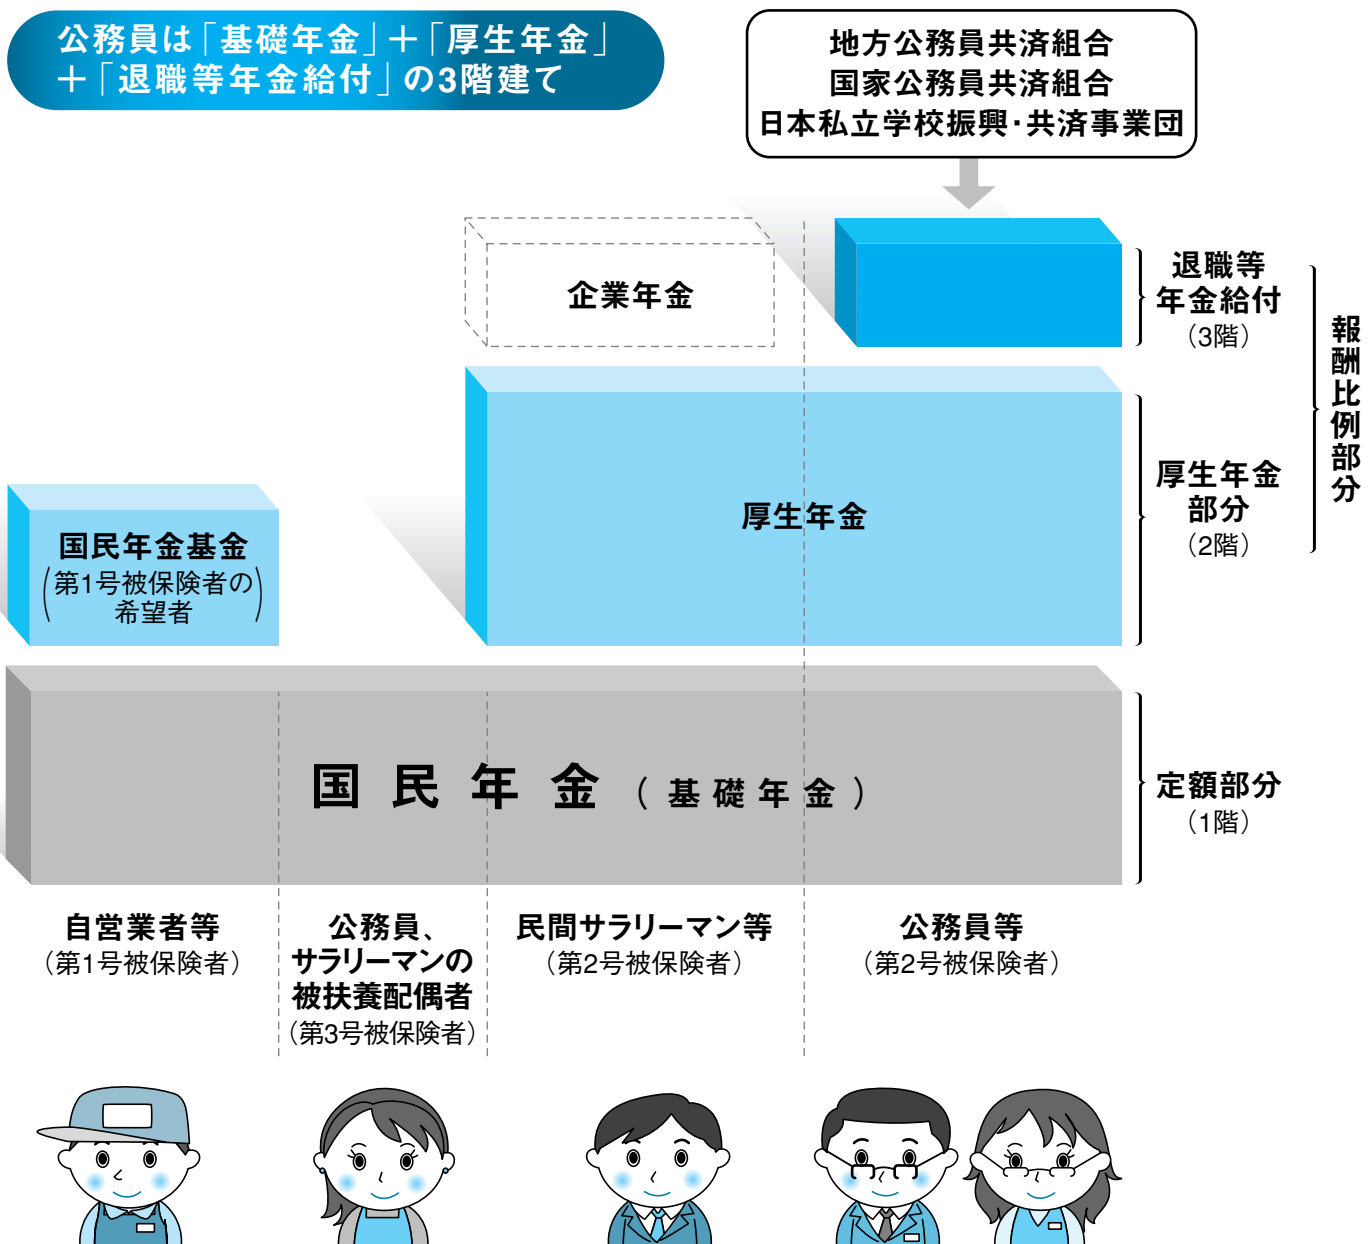 公務員は「基礎年金」＋「厚生年金」
＋「退職等年金給付」の3階建て
地方公務員共済組合
国家公務員共済組合
日本私立学校振興・共済事業団
企業年金
退職等
年金給付
（3階）
報酬比例部分
厚生年金
厚生年金
部分
（2階）
国民年金基金
（第1号被保険者の
希望者）
国民年金（基礎年金）
定額部分
（1階）
自営業者等
（第1号被保険者）
公務員、
サラリーマンの
被扶養配偶者
（第3号被保険者）
民間サラリーマン等
（第2号被保険者）
公務員等
（第2号被保険者）